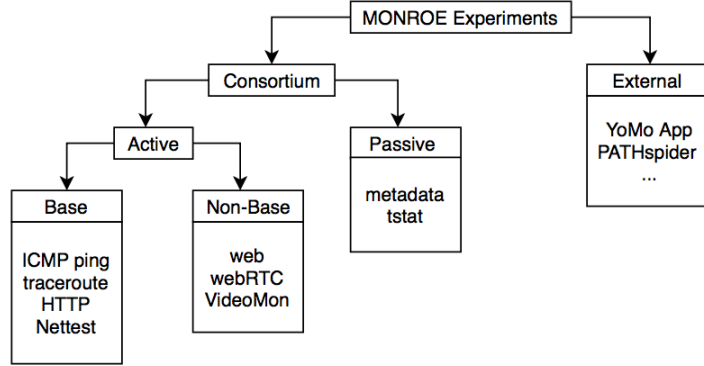 MONROE Experiments
Consortium
External
YoMo App
PATHspider
...
Active
Passive
metadata
tstat
Base
ICMP ping
traceroute
HTTP
Nettest
Non-Base
web
webRTC
VideoMon